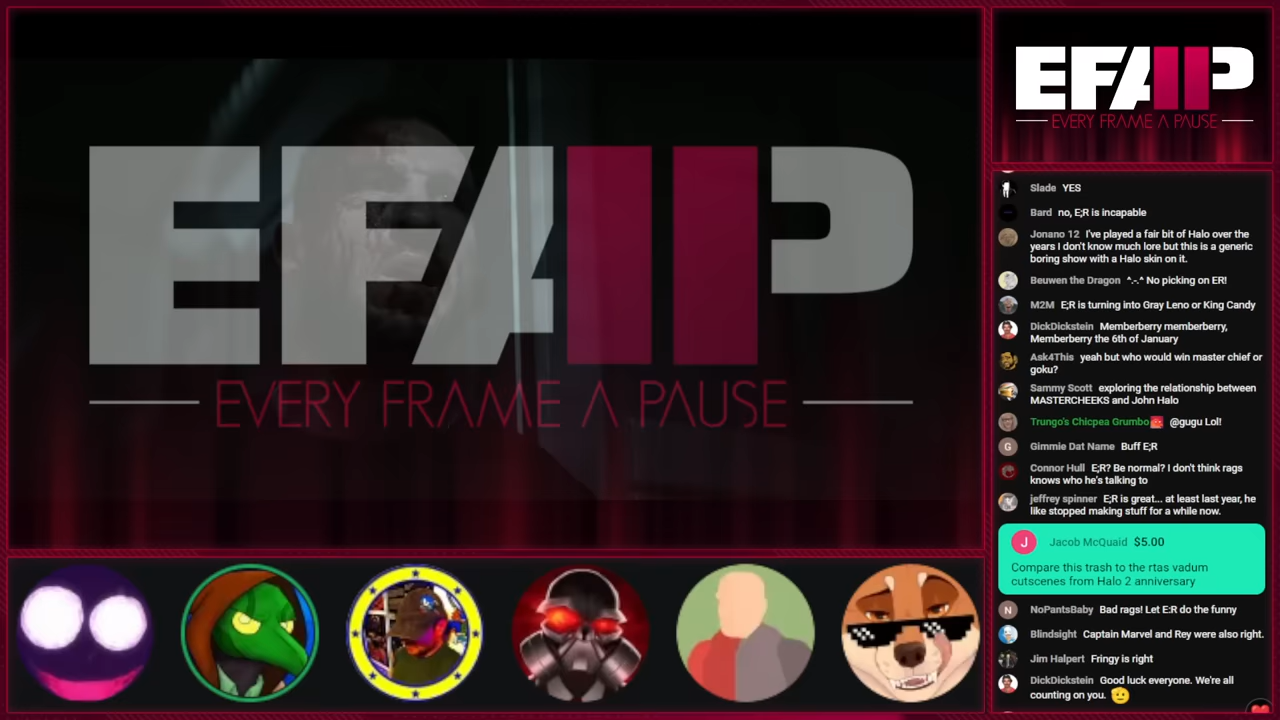 EFAP
EVERY FRAME A PAUSE
EFAP
EVERY FRAME A PAUSE
Slade YES
Bard no, E;R is incapable
Jonano 12 I've played a fair bit of Halo over the
years I don't know much lore but this is a generic
boring show with a Halo skin on it.
Beuwen the Dragon ^.-.^ No picking on ER!
M2M E;R is turning into Gray Leno or King Candy
DickDickstein Memberberry memberberry,
Memberberry the 6th of January
Ask4This yeah but who would win master chief or
goku?
Sammy Scott exploring the relationship between
MASTERCHEEKS and John Halo
Trungo's Chicpea Grumbo @gugu Lol!
G
Gimmie Dat Name Buff E;R
Connor Hull E;R? Be normal? I don't think rags
knows who he's talking to
jeffrey spinner E;R is great... at least last year, he
like stopped making stuff for a while now.
J
Jacob McQuaid $5.00
Compare this trash to the rtas vadum
cutscenes from Halo 2 anniversary
N
NoPantsBaby Bad rags! Let E:R do the funny
Blindsight Captain Marvel and Rey were also right.
Jim Halpert Fringy is right
DickDickstein Good luck everyone. We're all
counting on you. 🫡